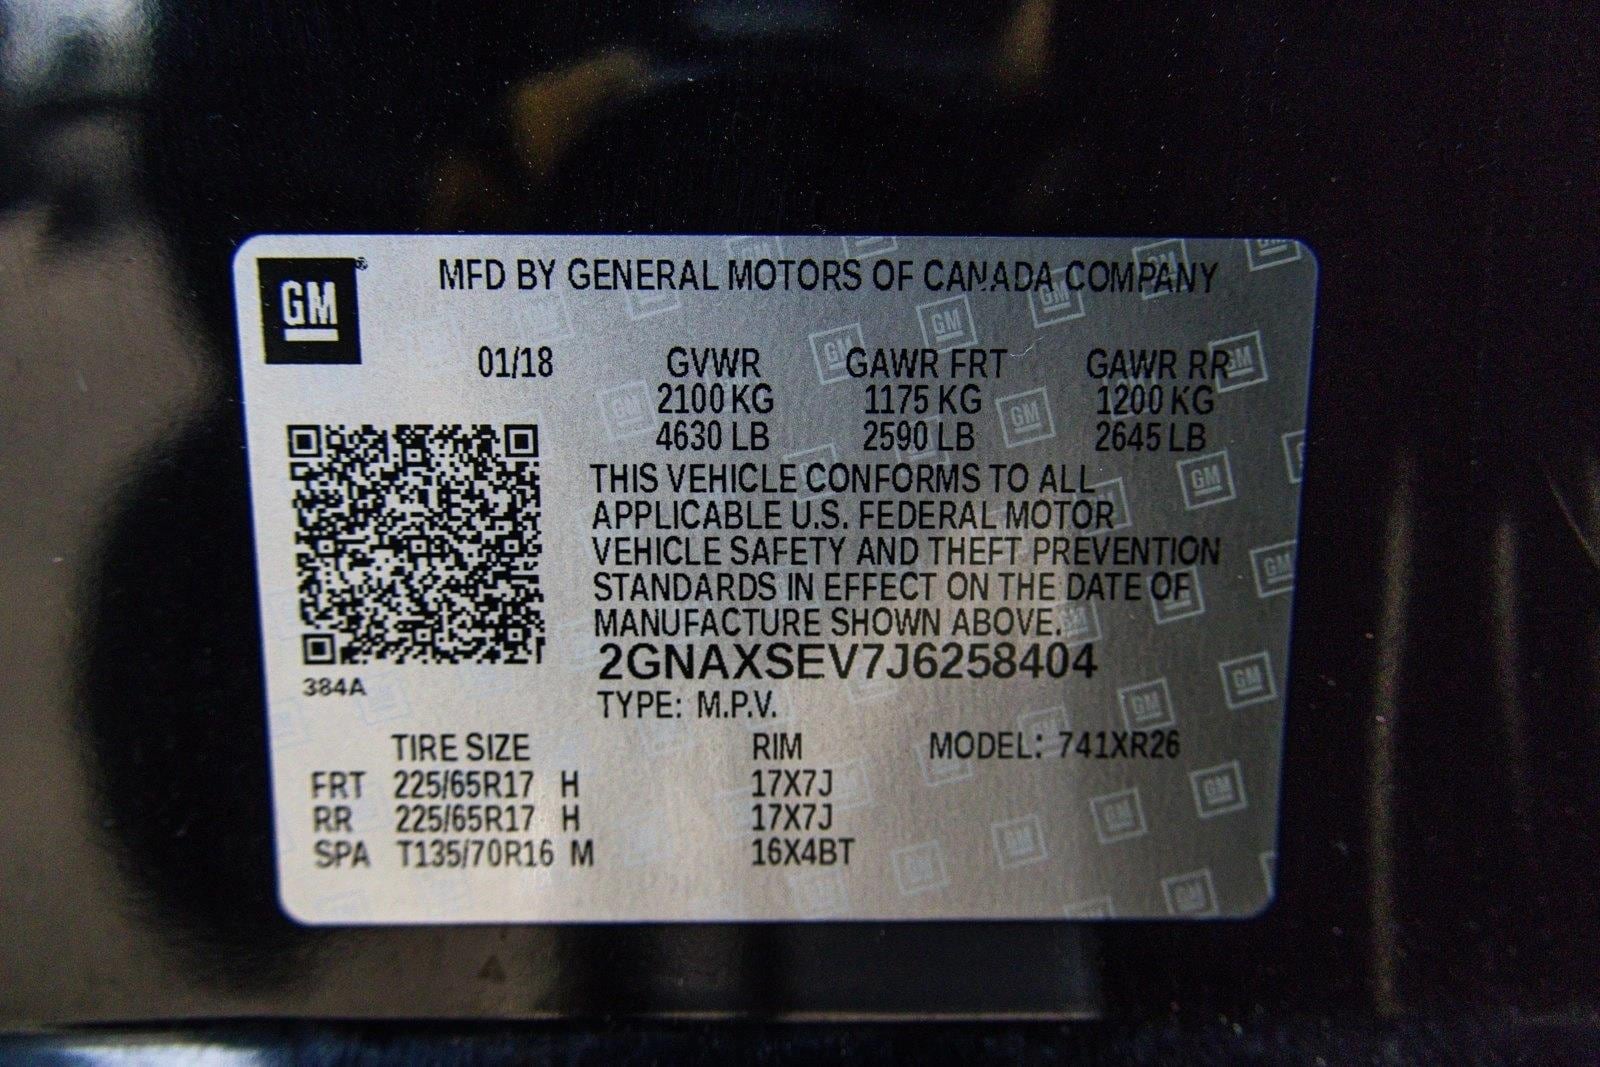 GM
MFD BY GENERAL MOTORS OF CANADA COMPANY
01/18 GVWR GAWR FRT GAWR RR
2100 KG 1175 KG 1200 KG
4630 LB 2590 LB 2645 LB
THIS VEHICLE CONFORMS TO ALL
APPLICABLE U.S. FEDERAL MOTOR
VEHICLE SAFETY AND THEFT PREVENTION
STANDARDS IN EFFECT ON THE DATE OF
MANUFACTURE SHOWN ABOVE.
2GNAXSEV7J6258404
384A
TYPE: M.P.V.
TIRE SIZE RIM MODEL: 741XR26
FRT 225/65R17 H 17X7J
RR 225/65R17 H 17X7J
SPA T135/70R16 M 16X4BT